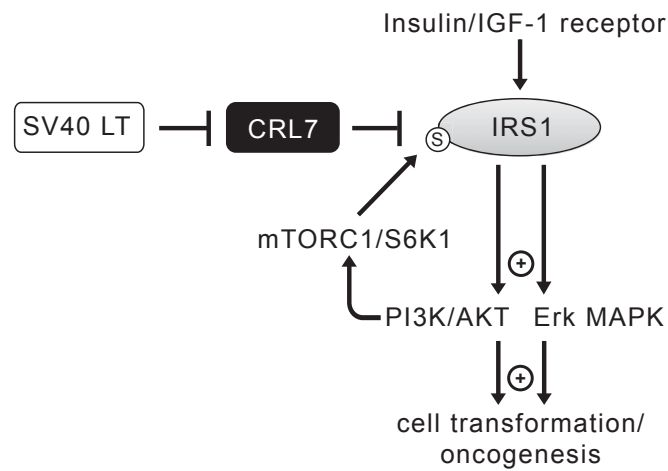 Insulin/IGF-1 receptor
SV40 LT
CRL7
IRS1
S
mTORC1/S6K1
+
PI3K/AKT
Erk MAPK
+
cell transformation/
oncogenesis